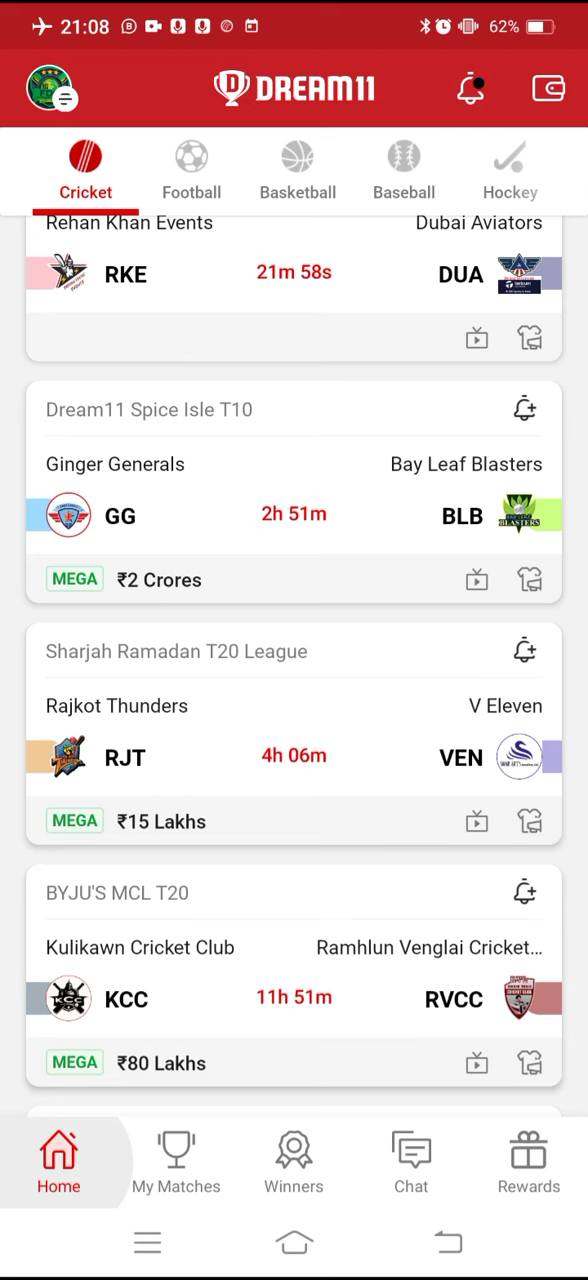 21:08
62%
DREAM11
Cricket Football Basketball Baseball Hockey
Rehan Khan Events Dubai Aviators
RKE 21m 58s DUA
Dream11 Spice Isle T10
Ginger Generals Bay Leaf Blasters
GG 2h 51m BLB
BLASTERS
MEGA ₹2 Crores
Sharjah Ramadan T20 League
Rajkot Thunders V Eleven
RJT 4h 06m VEN
MEGA ₹15 Lakhs
BYJU'S MCL T20
Kulikawn Cricket Club Ramhlun Venglai Cricket...
KCC 11h 51m RVCC
MEGA ₹80 Lakhs
Home My Matches Winners Chat Rewards